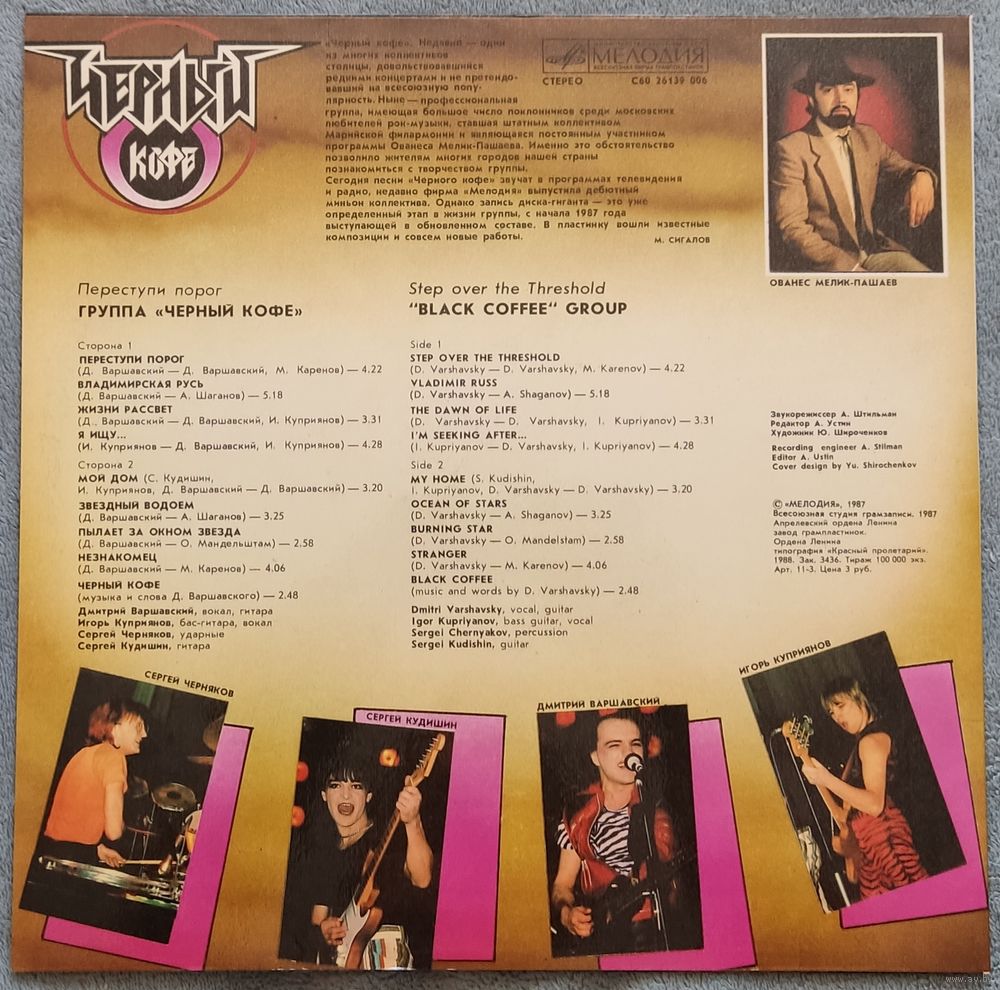 ЧЕРНЫЙ
КОФЕ
«Черный кофе». Недавно — один
из многих коллективов
столицы, довольствовавшийся
редкими концертами и не претендо-
вавший на всесоюзную попу-
лярность. Ныне — профессиональная
группа, имеющая большое число поклонников среди московских
любителей рок-музыки, ставшая штатным коллективом
Марийской филармонии и являющаяся постоянным участником
программы Ованеса Мелик-Пашаева. Именно это обстоятельство
позволило жителям многих городов нашей страны
познакомиться с творчеством группы.
Сегодня песни «Черного кофе» звучат в программах телевидения
и радио, недавно фирма «Мелодия» выпустила дебютный
миньон коллектива. Однако запись диска-гиганта — это уже
определенный этап в жизни группы, с начала 1987 года
выступающей в обновленном составе. В пластинку вошли известные
композиции и совсем новые работы.
М. СИГАЛОВ
МЕЛОДИЯ
ВСЕСОЮЗНАЯ ФИРМА ГРАМПЛАСТИНОК
СТЕРЕО С60 26139 006
ОВАНЕС МЕЛИК-ПАШАЕВ
Переступи порог
ГРУППА «ЧЕРНЫЙ КОФЕ»
Сторона 1
ПЕРЕСТУПИ ПОРОГ
(Д. Варшавский — Д. Варшавский, М. Каренов) — 4.22
ВЛАДИМИРСКАЯ РУСЬ
(Д. Варшавский — А. Шаганов) — 5.18
ЖИЗНИ РАССВЕТ
(Д. Варшавский — Д. Варшавский, И. Куприянов) — 3.31
Я ИЩУ...
(И. Куприянов — Д. Варшавский, И. Куприянов) — 4.28
Сторона 2
МОЙ ДОМ (С. Кудишин,
И. Куприянов, Д. Варшавский — Д. Варшавский) — 3.20
ЗВЕЗДНЫЙ ВОДОЕМ
(Д. Варшавский — А. Шаганов) — 3.25
ПЫЛАЕТ ЗА ОКНОМ ЗВЕЗДА
(Д. Варшавский — О. Мандельштам) — 2.58
НЕЗНАКОМЕЦ
(Д. Варшавский — М. Каренов) — 4.06
ЧЕРНЫЙ КОФЕ
(музыка и слова Д. Варшавского) — 2.48
Дмитрий Варшавский, вокал, гитара
Игорь Куприянов, бас-гитара, вокал
Сергей Черняков, ударные
Сергей Кудишин, гитара
Step over the Threshold
"BLACK COFFEE" GROUP
Side 1
STEP OVER THE THRESHOLD
(D. Varshavsky — D. Varshavsky, M. Karenov) — 4.22
VLADIMIR RUSS
(D. Varshavsky — A. Shaganov) — 5.18
THE DAWN OF LIFE
(D. Varshavsky — D. Varshavsky, I. Kupriyanov) — 3.31
I'M SEEKING AFTER...
(I. Kupriyanov — D. Varshavsky, I. Kupriyanov) — 4.28
Side 2
MY HOME (S. Kudishin,
I. Kupriyanov, D. Varshavsky — D. Varshavsky) — 3.20
OCEAN OF STARS
(D. Varshavsky — A. Shaganov) — 3.25
BURNING STAR
(D. Varshavsky — O. Mandelstam) — 2.58
STRANGER
(D. Varshavsky — M. Karenov) — 4.06
BLACK COFFEE
(music and words by D. Varshavsky) — 2.48
Dmitri Varshavsky, vocal, guitar
Igor Kupriyanov, bass guitar, vocal
Sergei Chernyakov, percussion
Sergei Kudishin, guitar
Звукорежиссер А. Штильман
Редактор А. Устин
Художник Ю. Широченков
Recording engineer A. Stilman
Editor A. Ustin
Cover design by Yu. Shirochenkov
© «МЕЛОДИЯ», 1987
Всесоюзная студия грамзаписи. 1987
Апрелевский ордена Ленина
завод грампластинок.
Ордена Ленина
типография «Красный пролетарий».
1988. Зак. 3436. Тираж 100 000 экз.
Арт. 11-3. Цена 3 руб.
СЕРГЕЙ ЧЕРНЯКОВ
СЕРГЕЙ КУДИШИН
ДМИТРИЙ ВАРШАВСКИЙ
ИГОРЬ КУПРИЯНОВ
www.ay.by